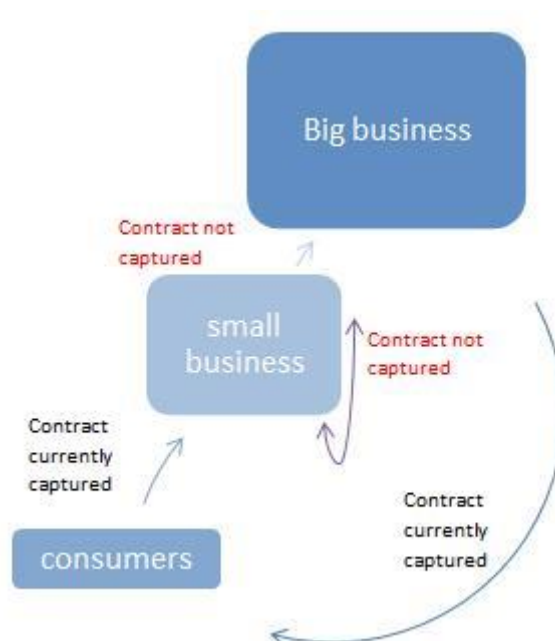 Big business
Contract not
captured
small
business
Contract not
captured
Contract
currently
captured
Contract
currently
captured
consumers